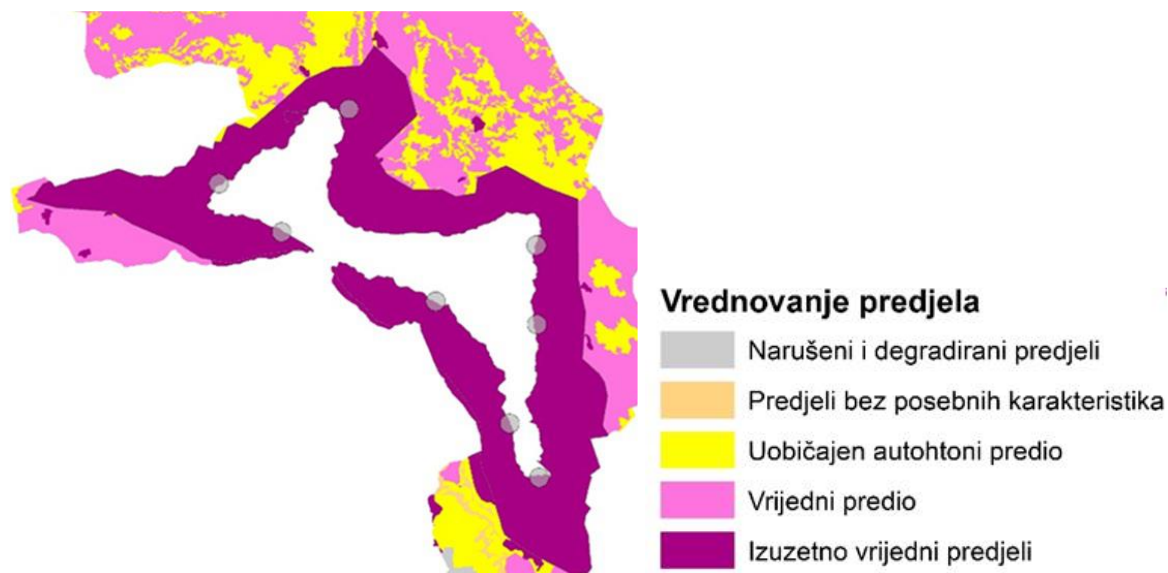 Vrednovanje predjela
Narušeni i degradirani predjeli
Predjeli bez posebnih karakteristika
Uobičajen autohtoni predio
Vrijedni predio
Izuzetno vrijedni predjeli